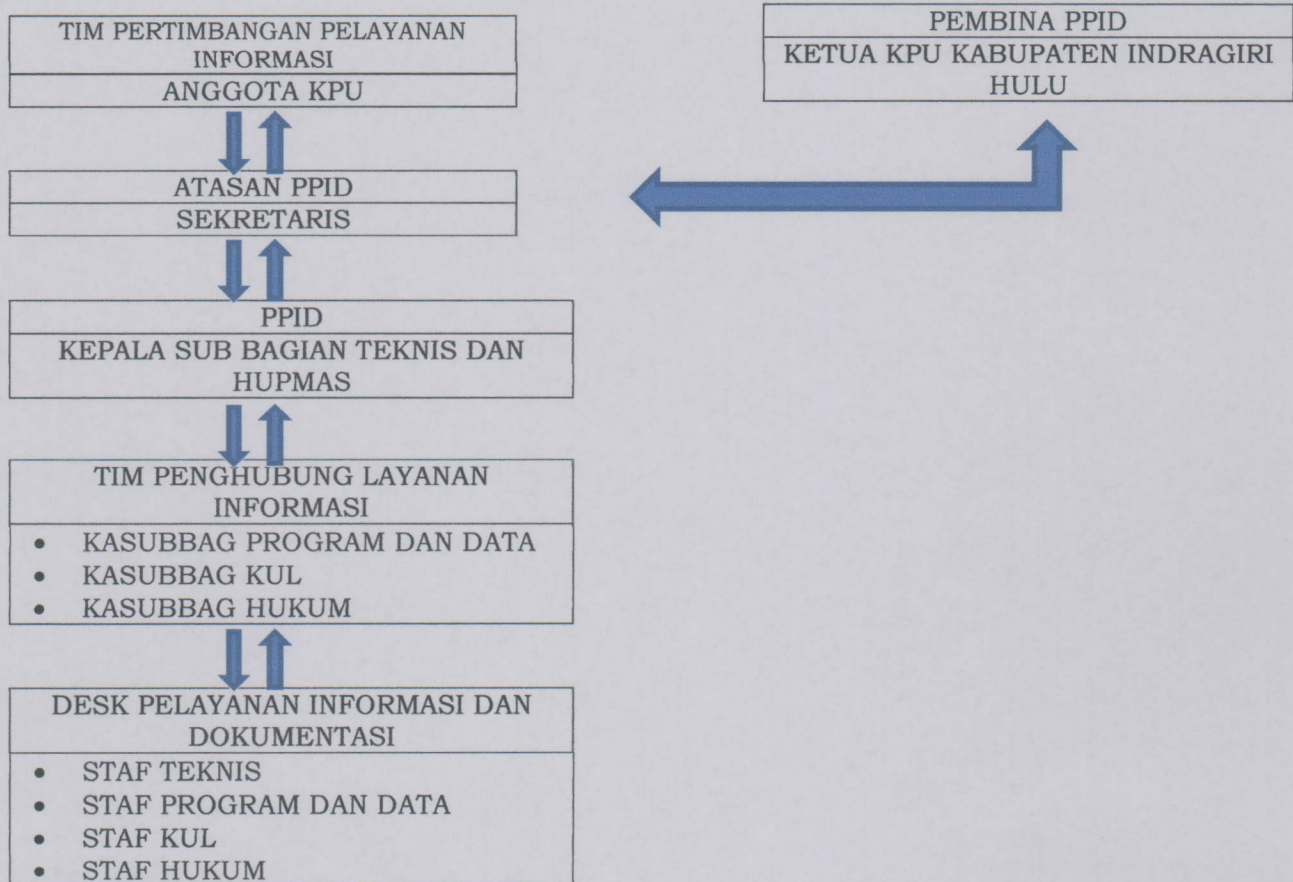 TIM PERTIMBANGAN PELAYANAN
INFORMASI
ANGGOTA KPU
PEMBINA PPID
KETUA KPU KABUPATEN INDRAGIRI
HULU
ATASAN PPID
SEKRETARIS
PPID
KEPALA SUB BAGIAN TEKNIS DAN
HUPMAS
TIM PENGHUBUNG LAYANAN
INFORMASI
• KASUBBAG PROGRAM DAN DATA
• KASUBBAG KUL
• KASUBBAG HUKUM
DESK PELAYANAN INFORMASI DAN
DOKUMENTASI
• STAF TEKNIS
• STAF PROGRAM DAN DATA
• STAF KUL
• STAF HUKUM